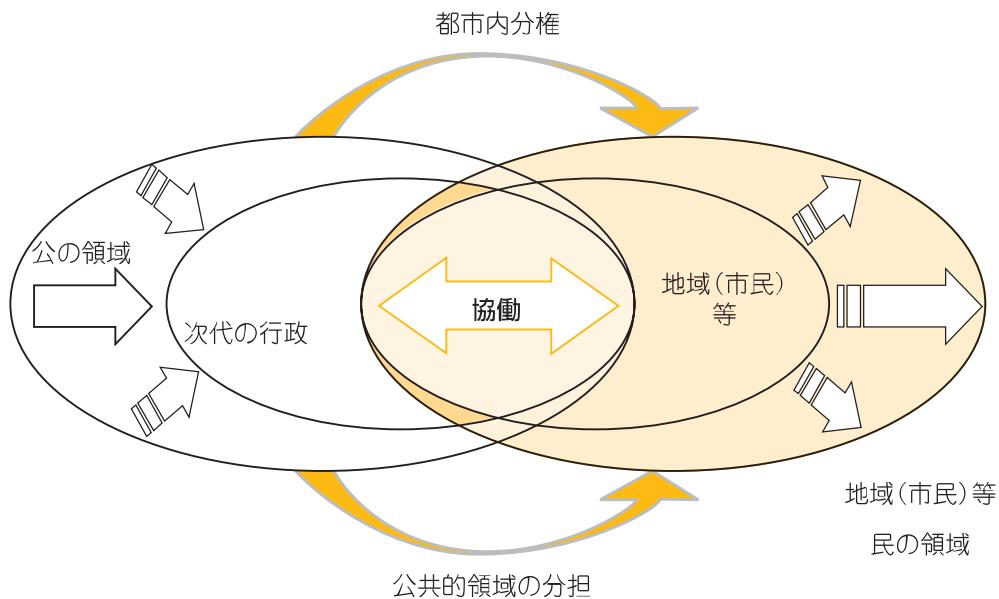 都市内分権
公の領域
次代の行政
協働
地域（市民）
等
地域（市民）等
民の領域
公共的領域の分担